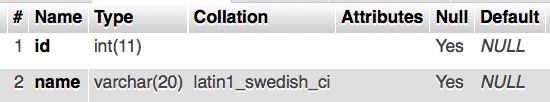 # Name Type Collation Attributes Null Default
1 id int(11) Yes NULL
2 name varchar(20) latin1_swedish_ci Yes NULL